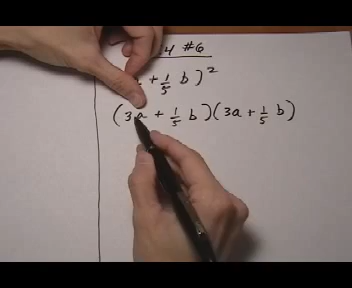 4 #6
+ 1/5 b)²
(3a + 1/5 b)(3a + 1/5 b)